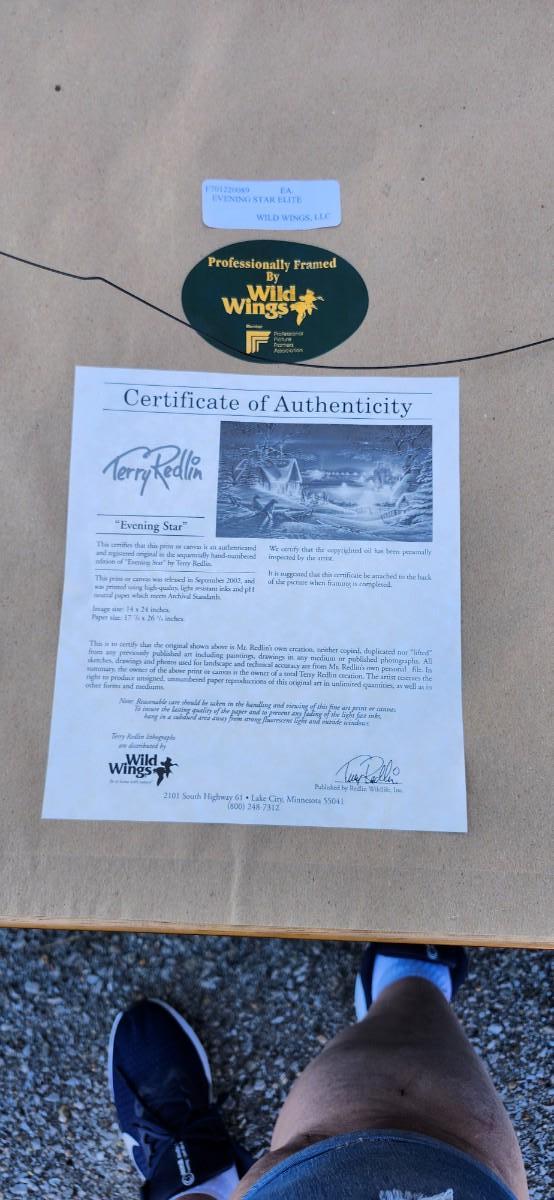 F701220089 EA.
EVENING STAR ELITE
WILD WINGS, LLC
Professionally Framed
By
Wild
Wings
Member
Professional
Picture
Framers
Association
Certificate of Authenticity
Terry Redlin
"Evening Star"
This certifies that this print or canvas is an authenticated
and registered original in the sequentially hand-numbered
edition of "Evening Star" by Terry Redlin.
This print or canvas was released in September 2002, and
was printed using high-quality, light resistant inks and pH
neutral paper which meets Archival Standards.
Image size: 14 x 24 inches.
Paper size: 17 x 26 inches.
We certify that the copyrighted oil has been personally
inspected by the artist.
It is suggested that this certificate be attached to the back
of the picture when framing is completed.
This is to certify that the original shown above is Mr. Redlin's own creation, neither copied, duplicated nor "lifted"
from any previously published art including paintings, drawings in any medium or published photographs. All
sketches, drawings and photos used for landscape and technical accuracy are from Mr. Redlin's own personal file. In
summary, the owner of the above print or canvas is the owner of a total Terry Redlin creation. The artist reserves the
right to produce unsigned, unnumbered paper reproductions of this original art in unlimited quantities, as well as in
other forms and mediums.
Note: Reasonable care should be taken in the handling and viewing of this fine art print or canvas.
To ensure the lasting quality of the paper and to prevent any fading of the light fast inks,
hang in a subdued area away from strong fluorescent light and outside windows.
Terry Redlin lithographs
are distributed by
Wild
Wings
Terry Redlin
Published by Redlin Wildlife, Inc.
2101 South Highway 61 • Lake City, Minnesota 55041
(800) 248-7312